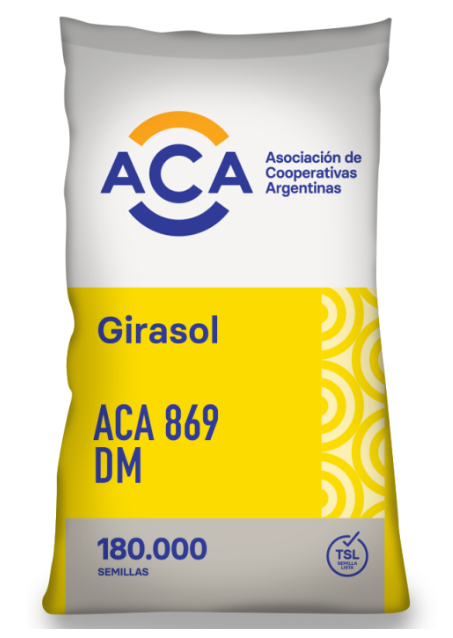 ACA
Asociación de
Cooperativas
Argentinas
Girasol
ACA 869
DM
180.000
SEMILLAS
TSL
SEMILLA
LISTA